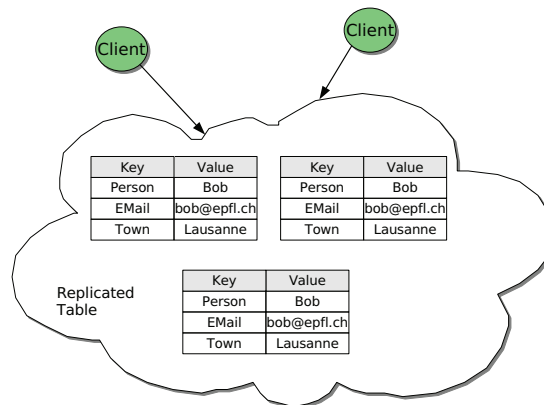 Client
Client
Key Value Key Value
Person Bob Person Bob
EMail bob@epfl.ch EMail bob@epfl.ch
Town Lausanne Town Lausanne
Replicated
Table
Key Value
Person Bob
EMail bob@epfl.ch
Town Lausanne